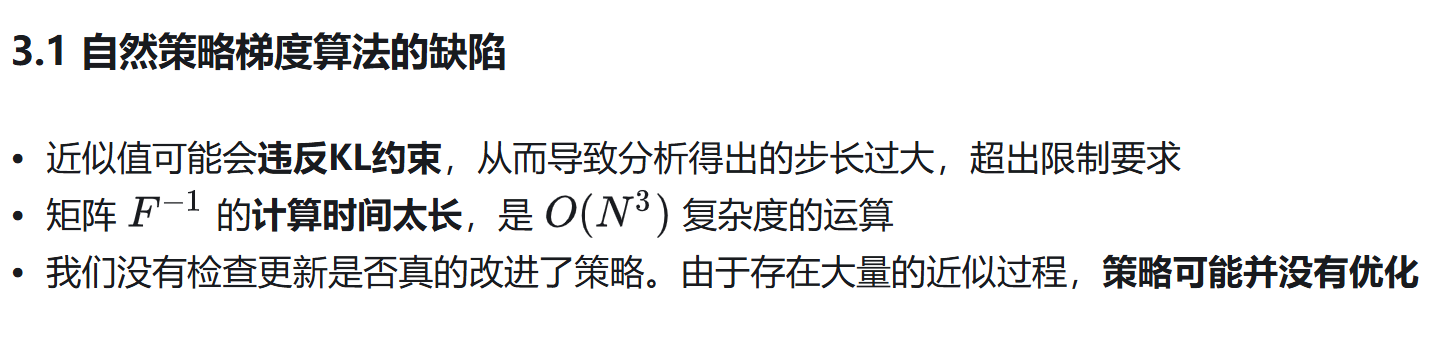 3.1 自然策略梯度算法的缺陷
• 近似值可能会违反KL约束，从而导致分析得出的步长过大，超出限制要求
• 矩阵 F⁻¹ 的计算时间太长，是 O(N³) 复杂度的运算
• 我们没有检查更新是否真的改进了策略。由于存在大量的近似过程，策略可能并没有优化